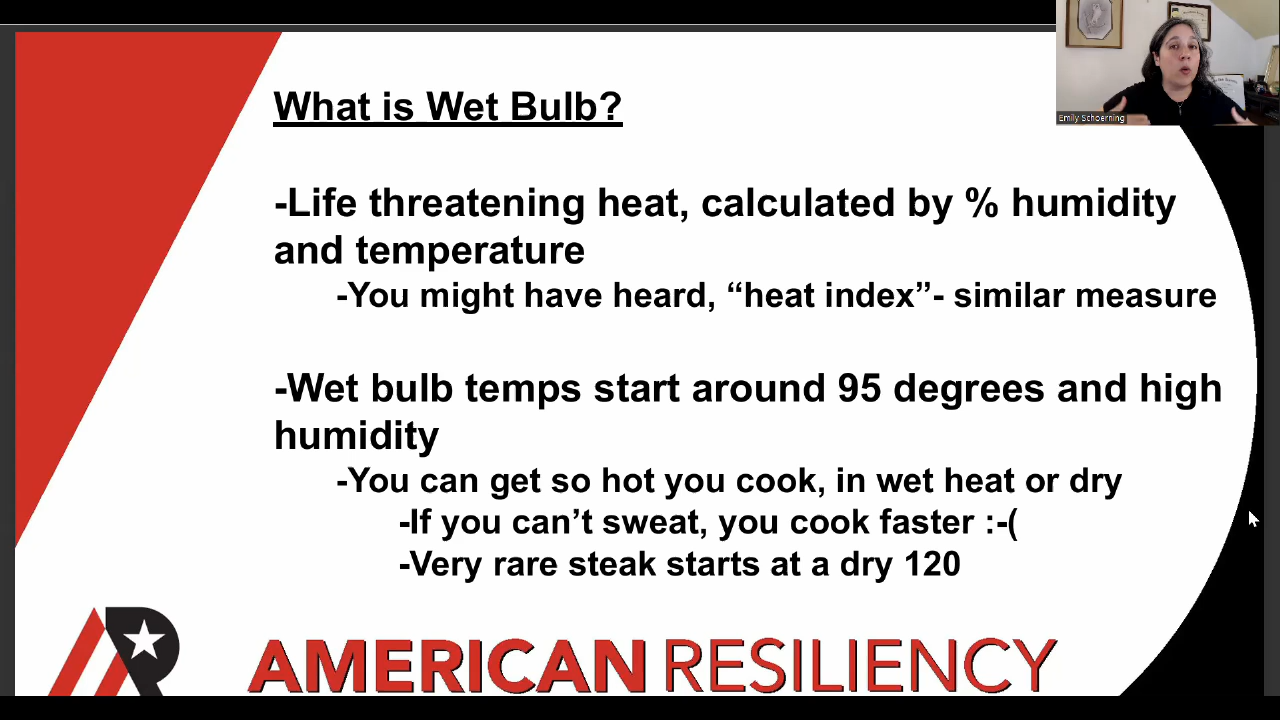 What is Wet Bulb?
-Life threatening heat, calculated by % humidity
and temperature
-You might have heard, “heat index”- similar measure
-Wet bulb temps start around 95 degrees and high
humidity
-You can get so hot you cook, in wet heat or dry
-If you can’t sweat, you cook faster :-(
-Very rare steak starts at a dry 120
AMERICAN RESILIENCY
Emily Schoerning